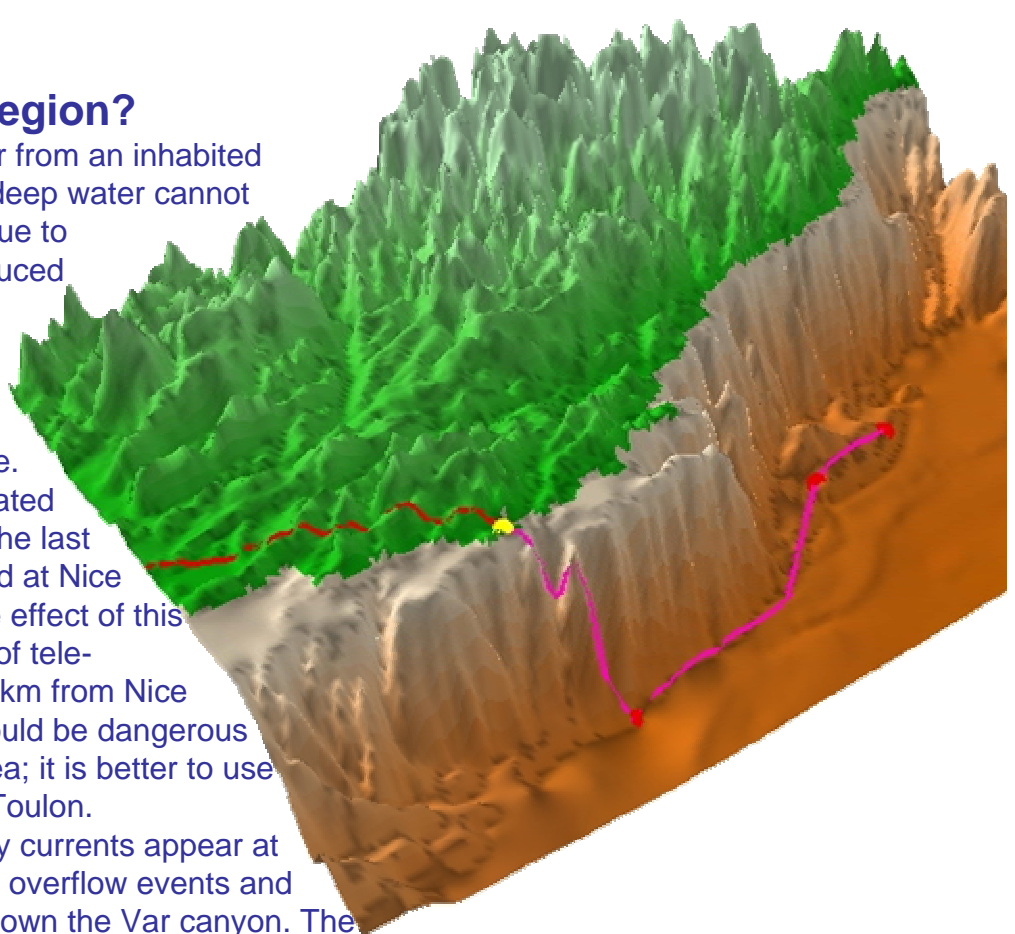 egion?
r from an inhabited
deep water cannot
ue to
uced
e.
ated
he last
d at Nice
e effect of this
of tele-
km from Nice
ould be dangerous
ea; it is better to use
Toulon.
y currents appear at
overflow events and
own the Var canyon. The